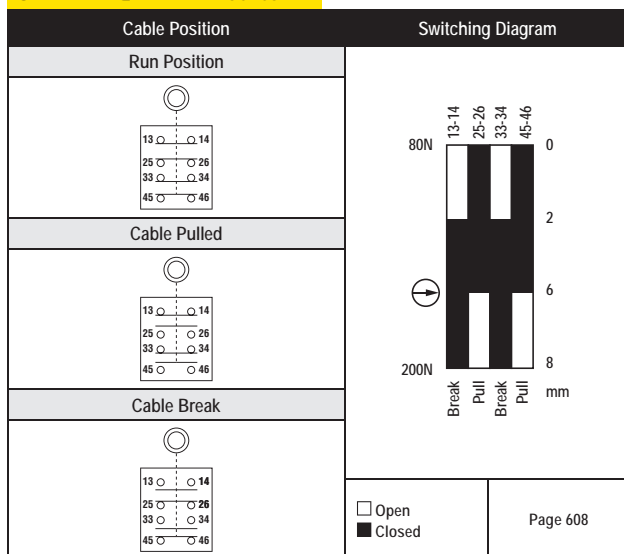 Cable Position
Switching Diagram
Run Position
13 14
25 26
33 34
45 46
Cable Pulled
13 14
25 26
33 34
45 46
Cable Break
13 14
25 26
33 34
45 46
13-14 25-26 33-34 45-46
80N 0
2
6
200N 8
Break Pull Break Pull mm
Open
Closed
Page 608